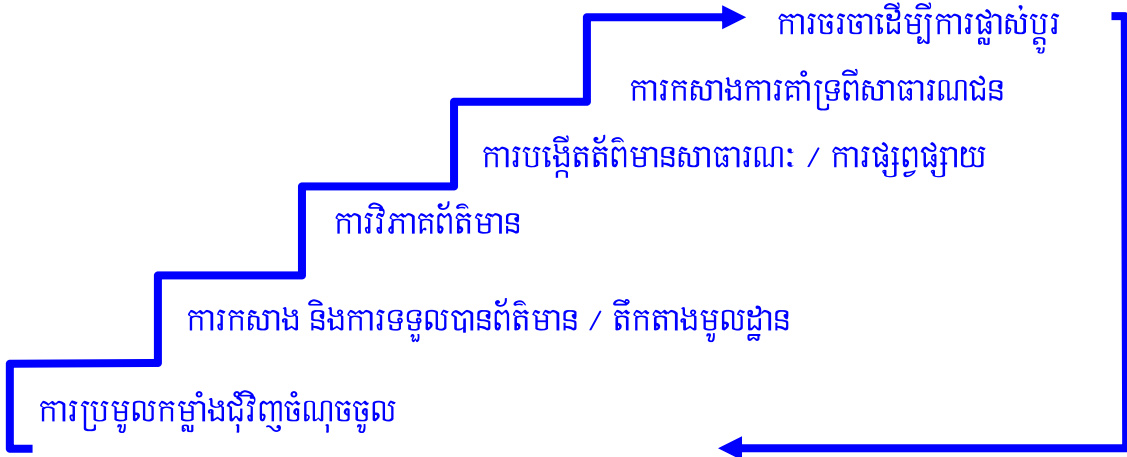 ការចរចាដើម្បីការផ្លាស់ប្តូរ
ការកសាងការគាំទ្រពីសាធារណជន
ការបង្កើតត័ពិមានសាធារណៈ / ការផ្សព្វផ្សាយ
ការវិភាគព័ត៌មាន
ការកសាង និងការទទួលបានព័ត៌មាន / តឹកតាងមូលដ្ឋាន
ការប្រមូលកម្លាំងជុំវិញចំណុចចូល